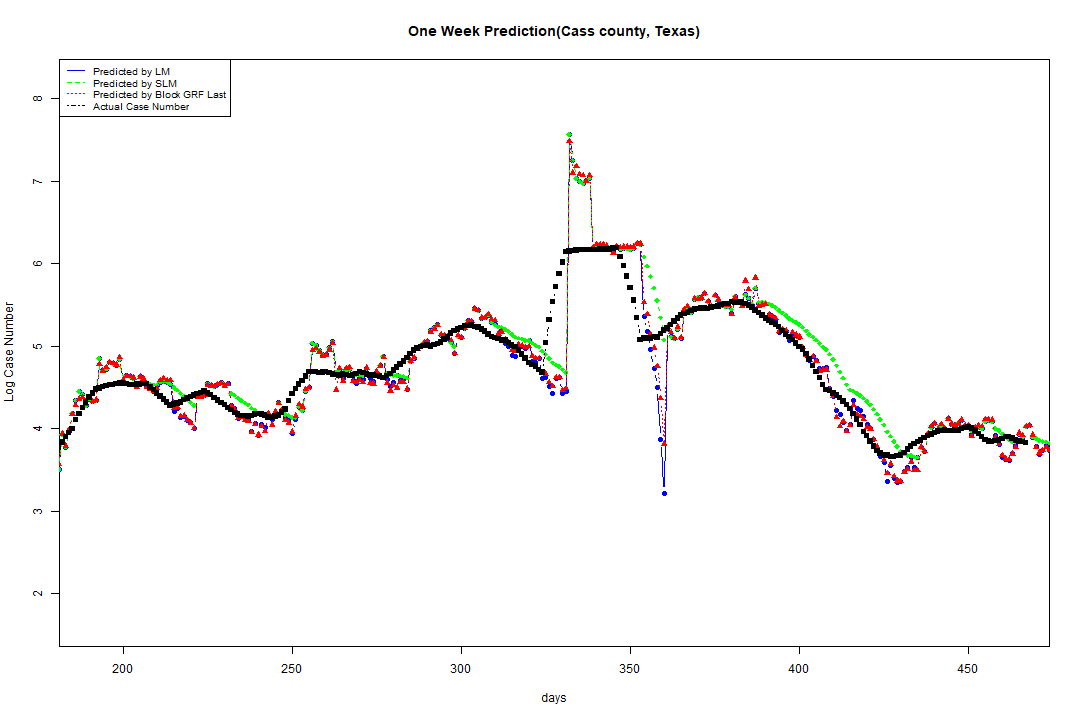 One Week Prediction(Cass county, Texas)
Predicted by LM
Predicted by SLM
Predicted by Block GRF Last
Actual Case Number
8
7
6
5
4
3
2
Log Case Number
200 250 300 350 400 450
days